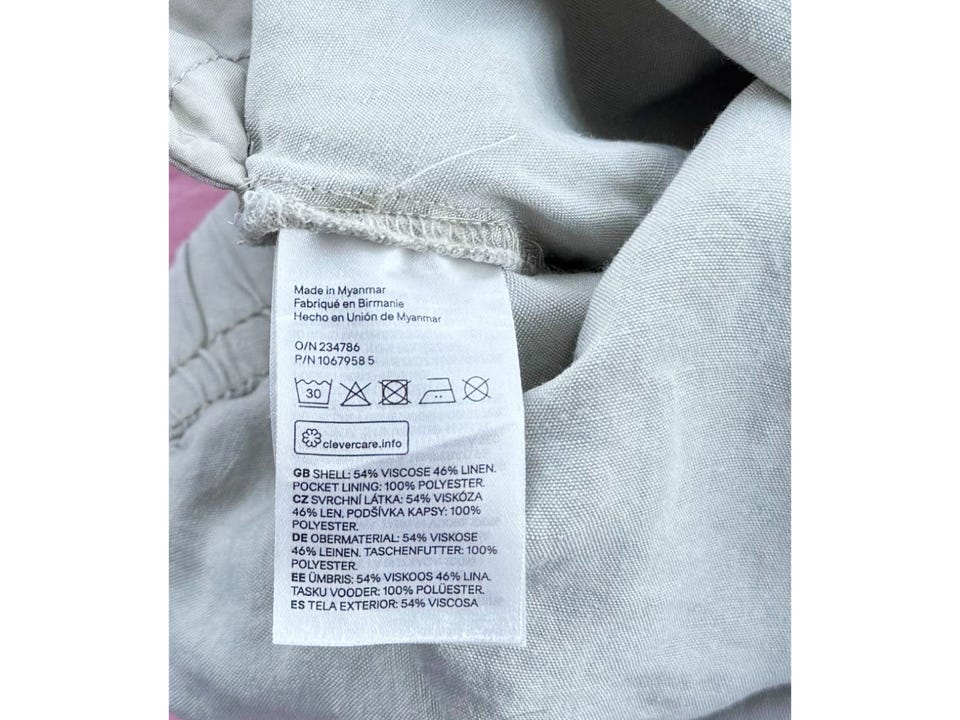 Made in Myanmar
Fabriqué en Birmanie
Hecho en Unión de Myanmar
O/N 234786
P/N 1067958 5
30
clevercare.info
GB SHELL: 54% VISCOSE 46% LINEN.
POCKET LINING: 100% POLYESTER.
CZ SVRCHNÍ LÁTKA: 54% VISKÓZA
46% LEN. PODŠÍVKA KAPSY: 100%
POLYESTER.
DE OBERMATERIAL: 54% VISKOSE
46% LEINEN. TASCHENFUTTER: 100%
POLYESTER.
EE ÜMBRIS: 54% VISKOOS 46% LINA.
TASKU VOODER: 100% POLÜESTER.
ES TELA EXTERIOR: 54% VISCOSA